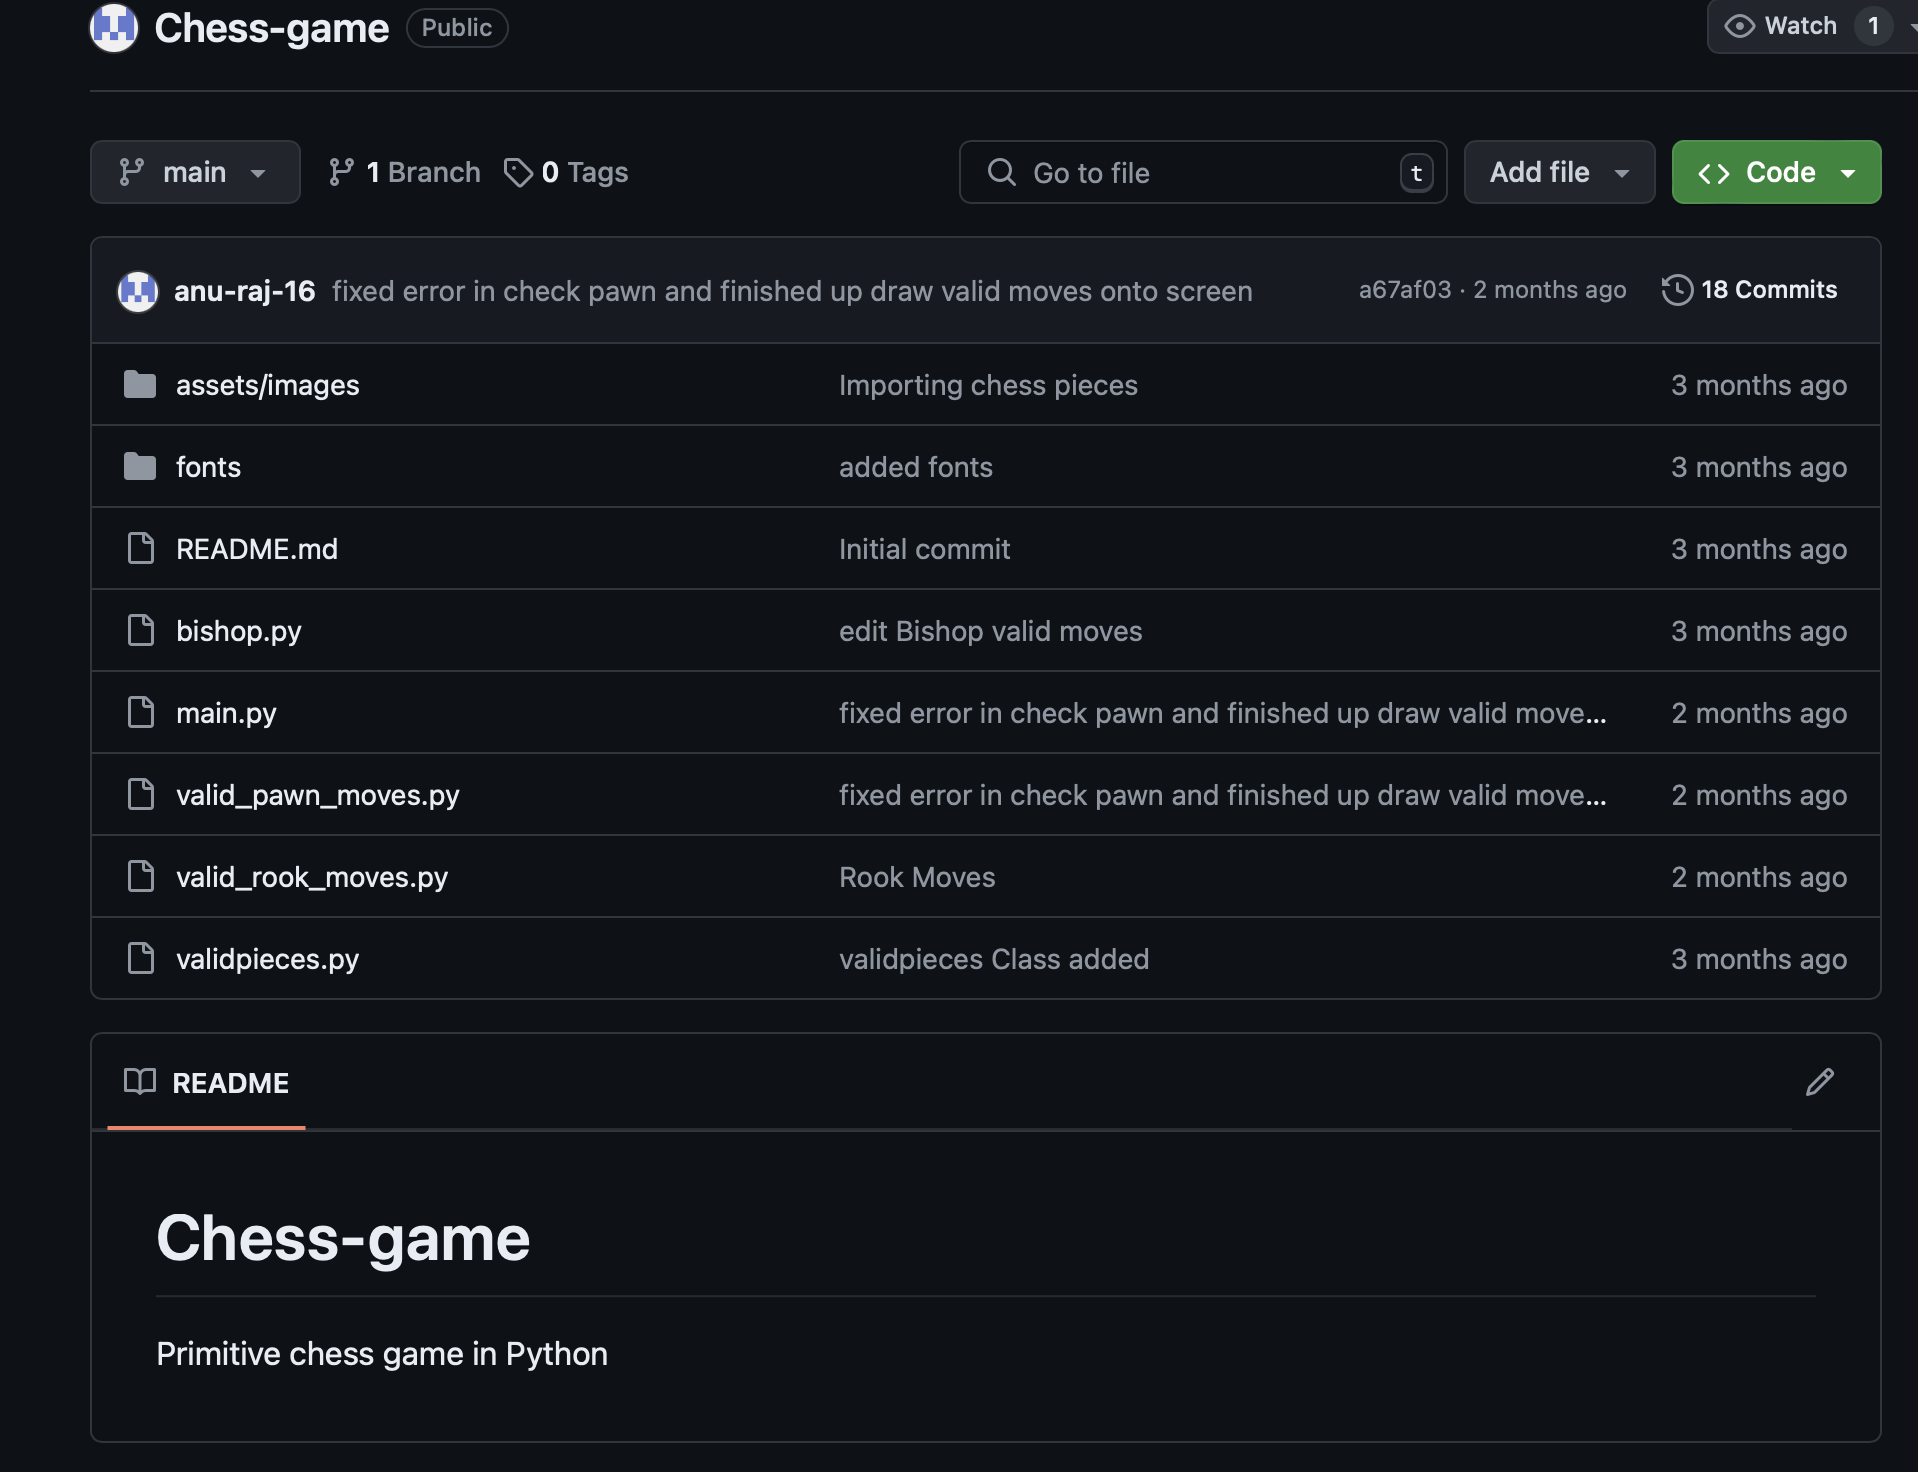 Chess-game Public Watch 1
main 1 Branch 0 Tags Go to file t Add file Code
anu-raj-16 fixed error in check pawn and finished up draw valid moves onto screen a67af03 · 2 months ago 18 Commits
assets/images Importing chess pieces 3 months ago
fonts added fonts 3 months ago
README.md Initial commit 3 months ago
bishop.py edit Bishop valid moves 3 months ago
main.py fixed error in check pawn and finished up draw valid move... 2 months ago
valid_pawn_moves.py fixed error in check pawn and finished up draw valid move... 2 months ago
valid_rook_moves.py Rook Moves 2 months ago
validpieces.py validpieces Class added 3 months ago
README
Chess-game
Primitive chess game in Python